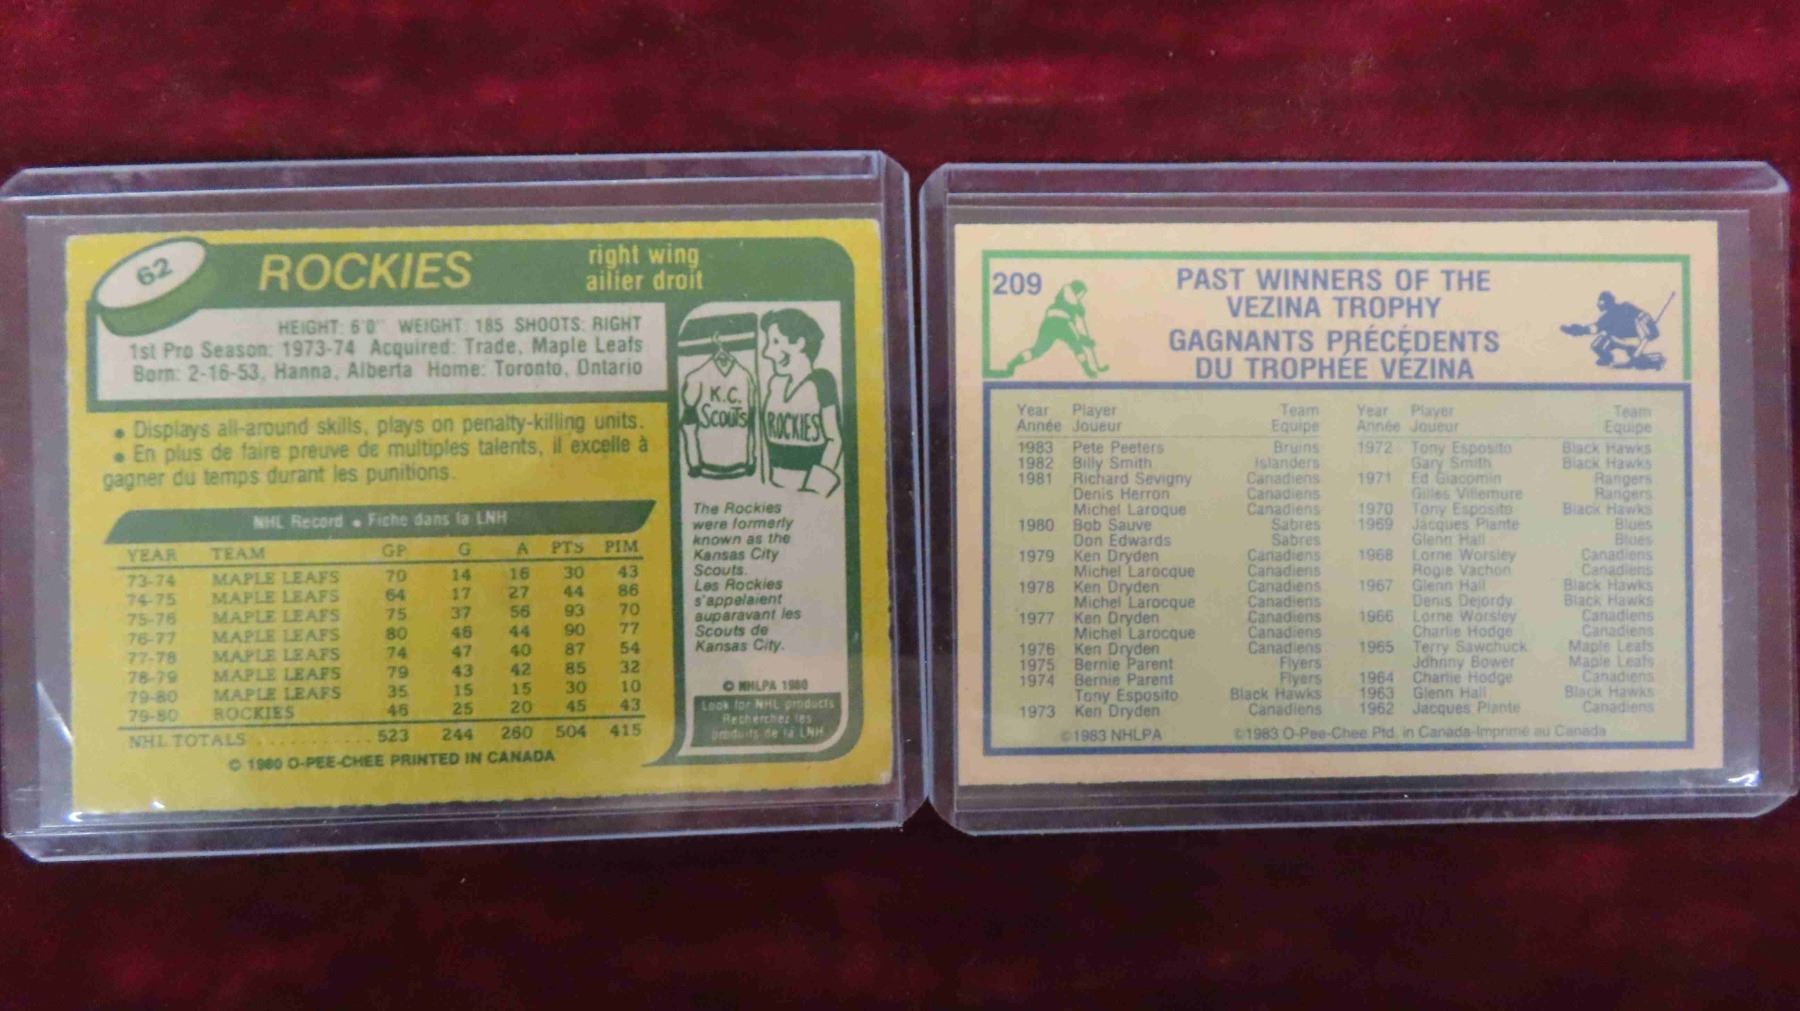 62
ROCKIES
right wing
ailier droit
HEIGHT: 6'0" WEIGHT: 185 SHOOTS: RIGHT
1st Pro Season: 1973-74 Acquired: Trade, Maple Leafs
Born: 2-16-53, Hanna, Alberta Home: Toronto, Ontario
• Displays all-around skills, plays on penalty-killing units.
• En plus de faire preuve de multiples talents, il excelle à
gagner du temps durant les punitions.
NHL Record • Fiche dans la LNH
YEAR TEAM GP G A PTS PIM
73-74 MAPLE LEAFS 70 14 16 30 43
74-75 MAPLE LEAFS 64 17 27 44 86
75-76 MAPLE LEAFS 75 37 56 93 70
76-77 MAPLE LEAFS 80 46 44 90 77
77-78 MAPLE LEAFS 74 47 40 87 54
78-79 MAPLE LEAFS 79 43 42 85 32
79-80 MAPLE LEAFS 35 15 15 30 10
79-80 ROCKIES 46 25 20 45 43
NHL TOTALS .............. 523 244 260 504 415
© 1980 O-PEE-CHEE PRINTED IN CANADA
K.C.
Scouts
ROCKIES
The Rockies
were formerly
known as the
Kansas City
Scouts.
Les Rockies
s'appelaient
auparavant les
Scouts de
Kansas City.
© NHLPA 1980
Look for NHL products
Recherchez les
produits de la LNH
209
PAST WINNERS OF THE
VEZINA TROPHY
GAGNANTS PRÉCÉDENTS
DU TROPHÉE VÉZINA
Year Player Team Year Player Team
Année Joueur Equipe Année Joueur Equipe
1983 Pete Peeters Bruins 1972 Tony Esposito Black Hawks
1982 Billy Smith Islanders Gary Smith Black Hawks
1981 Richard Sevigny Canadiens 1971 Ed Giacomin Rangers
Denis Herron Canadiens Gilles Villemure Rangers
Michel Laroque Canadiens 1970 Tony Esposito Black Hawks
1980 Bob Sauve Sabres 1969 Jacques Plante Blues
Don Edwards Sabres Glenn Hall Blues
1979 Ken Dryden Canadiens 1968 Lorne Worsley Canadiens
Michel Larocque Canadiens Rogie Vachon Canadiens
1978 Ken Dryden Canadiens 1967 Glenn Hall Black Hawks
Michel Larocque Canadiens Denis Dejordy Black Hawks
1977 Ken Dryden Canadiens 1966 Lorne Worsley Canadiens
Michel Larocque Canadiens Charlie Hodge Canadiens
1976 Ken Dryden Canadiens 1965 Terry Sawchuck Maple Leafs
1975 Bernie Parent Flyers Johnny Bower Maple Leafs
1974 Bernie Parent Flyers 1964 Charlie Hodge Canadiens
Tony Esposito Black Hawks 1963 Glenn Hall Black Hawks
1973 Ken Dryden Canadiens 1962 Jacques Plante Canadiens
©1983 NHLPA ©1983 O-Pee-Chee Ptd. in Canada-Imprimé au Canada